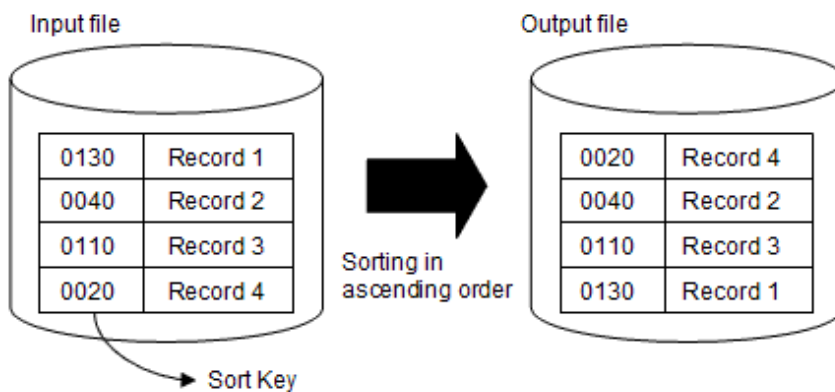 Input file
0130 Record 1
0040 Record 2
0110 Record 3
0020 Record 4
Sort Key
Sorting in
ascending order
Output file
0020 Record 4
0040 Record 2
0110 Record 3
0130 Record 1